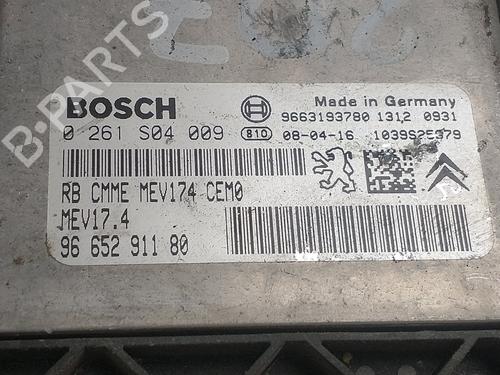 B-PARTS
BOSCH
Made in Germany
9663193780 1312 0931
0 261 S04 009
810
08-04-16 1039S25379
RB CMME MEV174 CEM0
MEV17.4
96 652 911 80